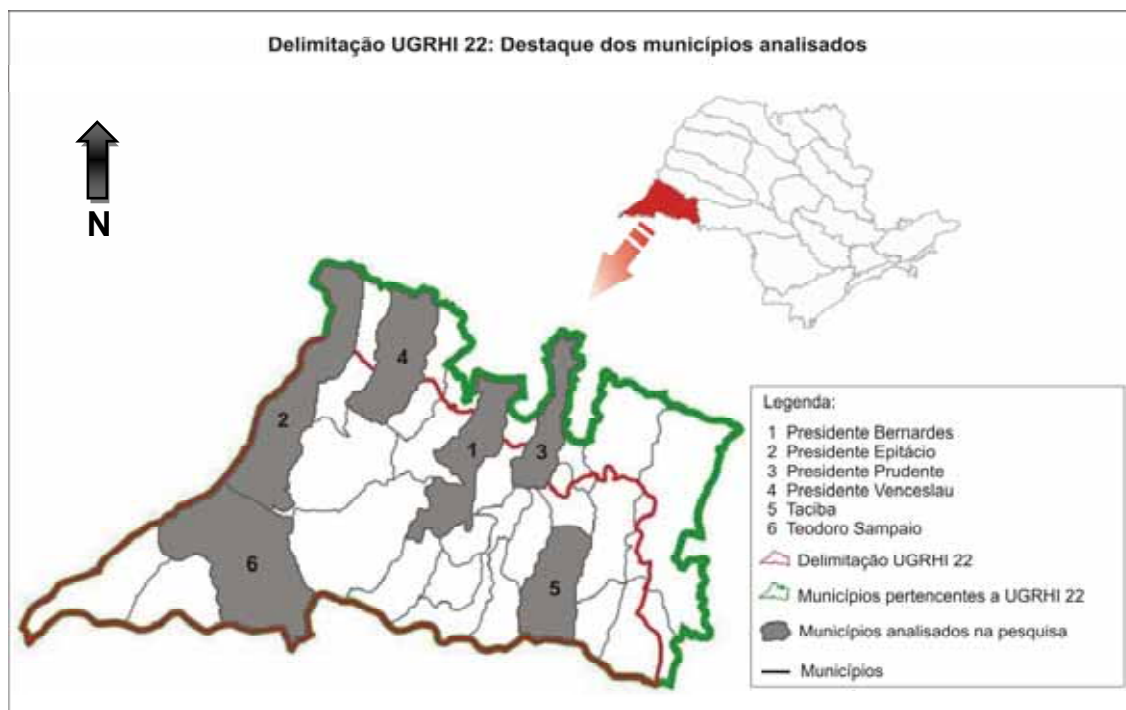 Delimitação UGRHI 22: Destaque dos municípios analisados
N
4
2
1
3
6
5
Legenda:
1 Presidente Bernardes
2 Presidente Epitácio
3 Presidente Prudente
4 Presidente Venceslau
5 Taciba
6 Teodoro Sampaio
Delimitação UGRHI 22
Municípios pertencentes a UGRHI 22
Municípios analisados na pesquisa
Municípios